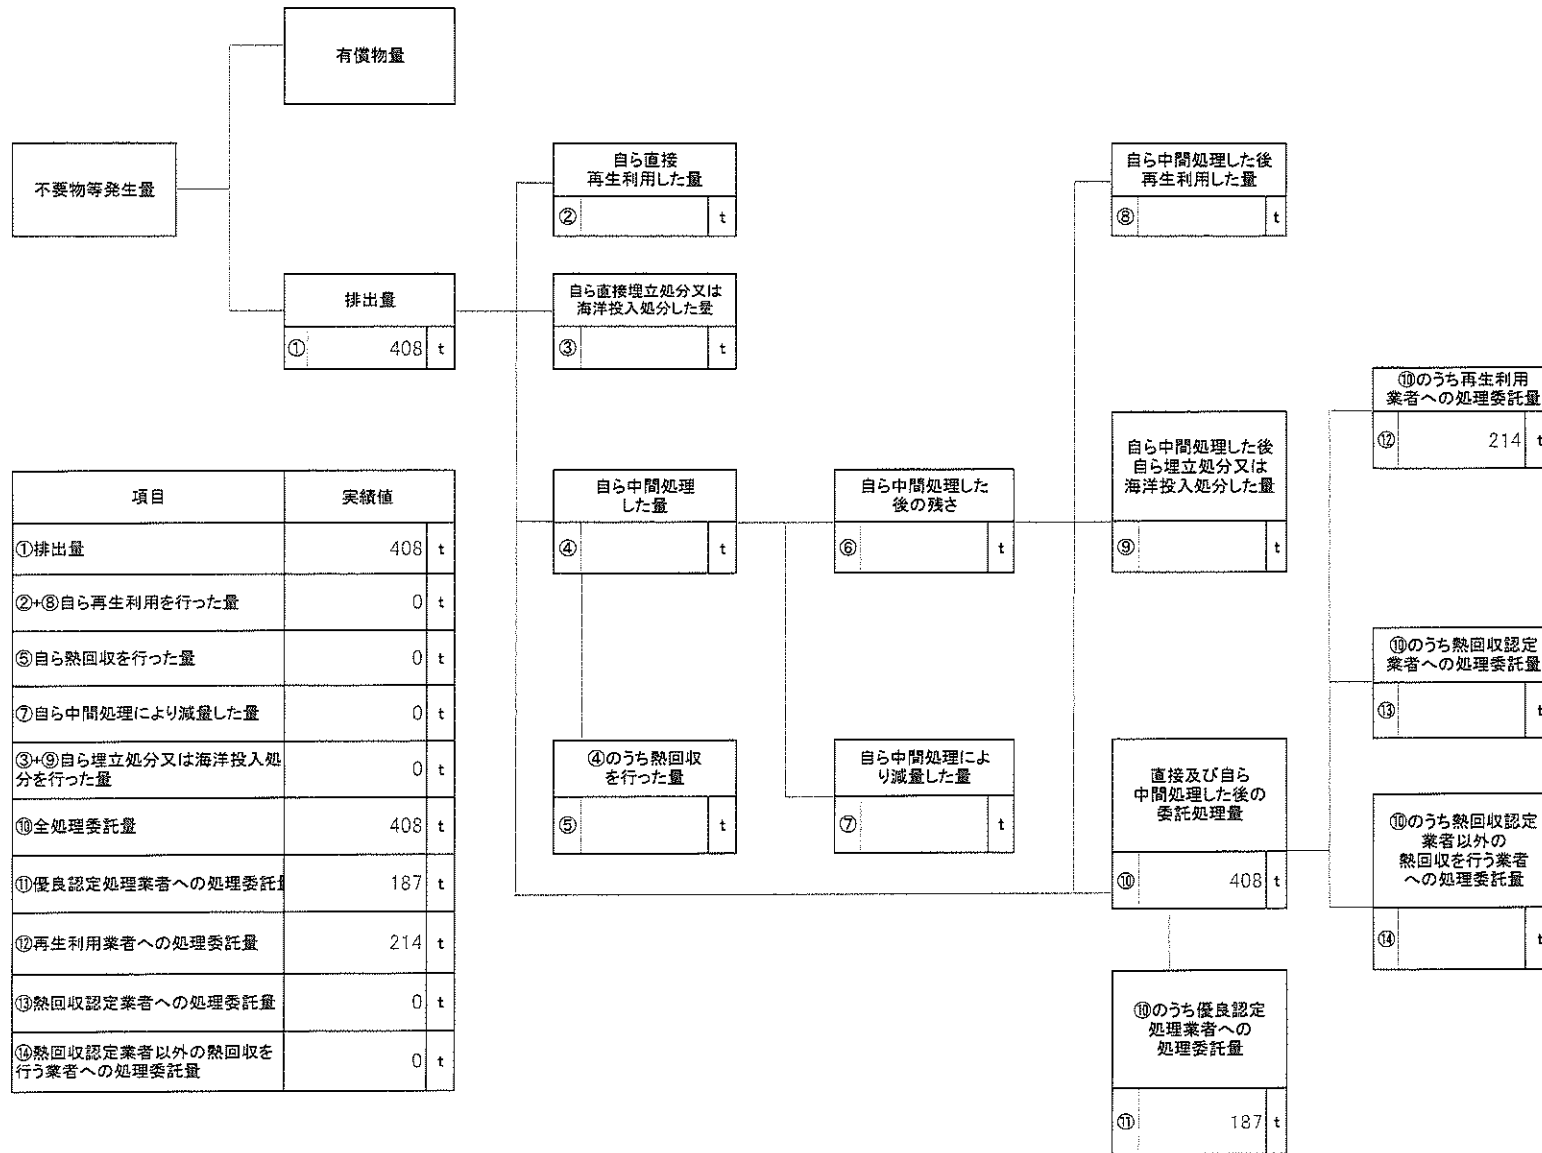 有償物量
不要物等発生量
排出量
① 408 t
自ら直接
再生利用した量
② t
自ら直接埋立処分又は
海洋投入処分した量
③ t
自ら中間処理
した量
④ t
④のうち熱回収
を行った量
⑤ t
自ら中間処理した
後の残さ
⑥ t
自ら中間処理によ
り減量した量
⑦ t
自ら中間処理した後
再生利用した量
⑧ t
自ら中間処理した後
自ら埋立処分又は
海洋投入処分した量
⑨ t
直接及び自ら
中間処理した後の
委託処理量
⑩ 408 t
⑩のうち優良認定
処理業者への
処理委託量
⑪ 187 t
⑩のうち再生利用
業者への処理委託量
⑫ 214 t
⑩のうち熱回収認定
業者への処理委託量
⑬ t
⑩のうち熱回収認定
業者以外の
熱回収を行う業者
への処理委託量
⑭ t
項目 実績値
①排出量 408 t
②+⑧自ら再生利用を行った量 0 t
⑤自ら熱回収を行った量 0 t
⑦自ら中間処理により減量した量 0 t
③+⑨自ら埋立処分又は海洋投入処
分を行った量 0 t
⑩全処理委託量 408 t
⑪優良認定処理業者への処理委託 187 t
⑫再生利用業者への処理委託量 214 t
⑬熱回収認定業者への処理委託量 0 t
⑭熱回収認定業者以外の熱回収を
行う業者への処理委託量 0 t